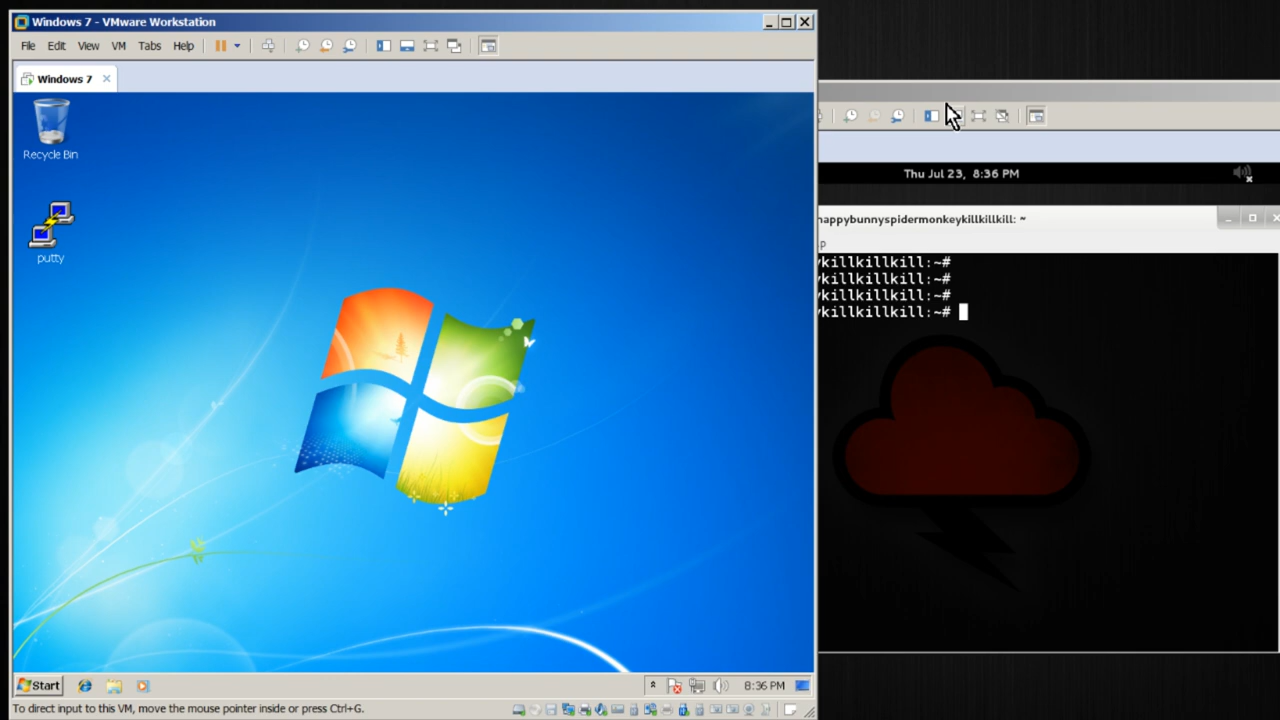 Windows 7 - VMware Workstation
File Edit View VM Tabs Help
Windows 7
Recycle Bin
putty
Start
8:36 PM
To direct input to this VM, move the mouse pointer inside or press Ctrl+G.
Thu Jul 23, 8:36 PM
happybunnyspidermonkeykillkillkill: ~
p
ykillkillkill:~#
ykillkillkill:~#
ykillkillkill:~#
ykillkillkill:~#